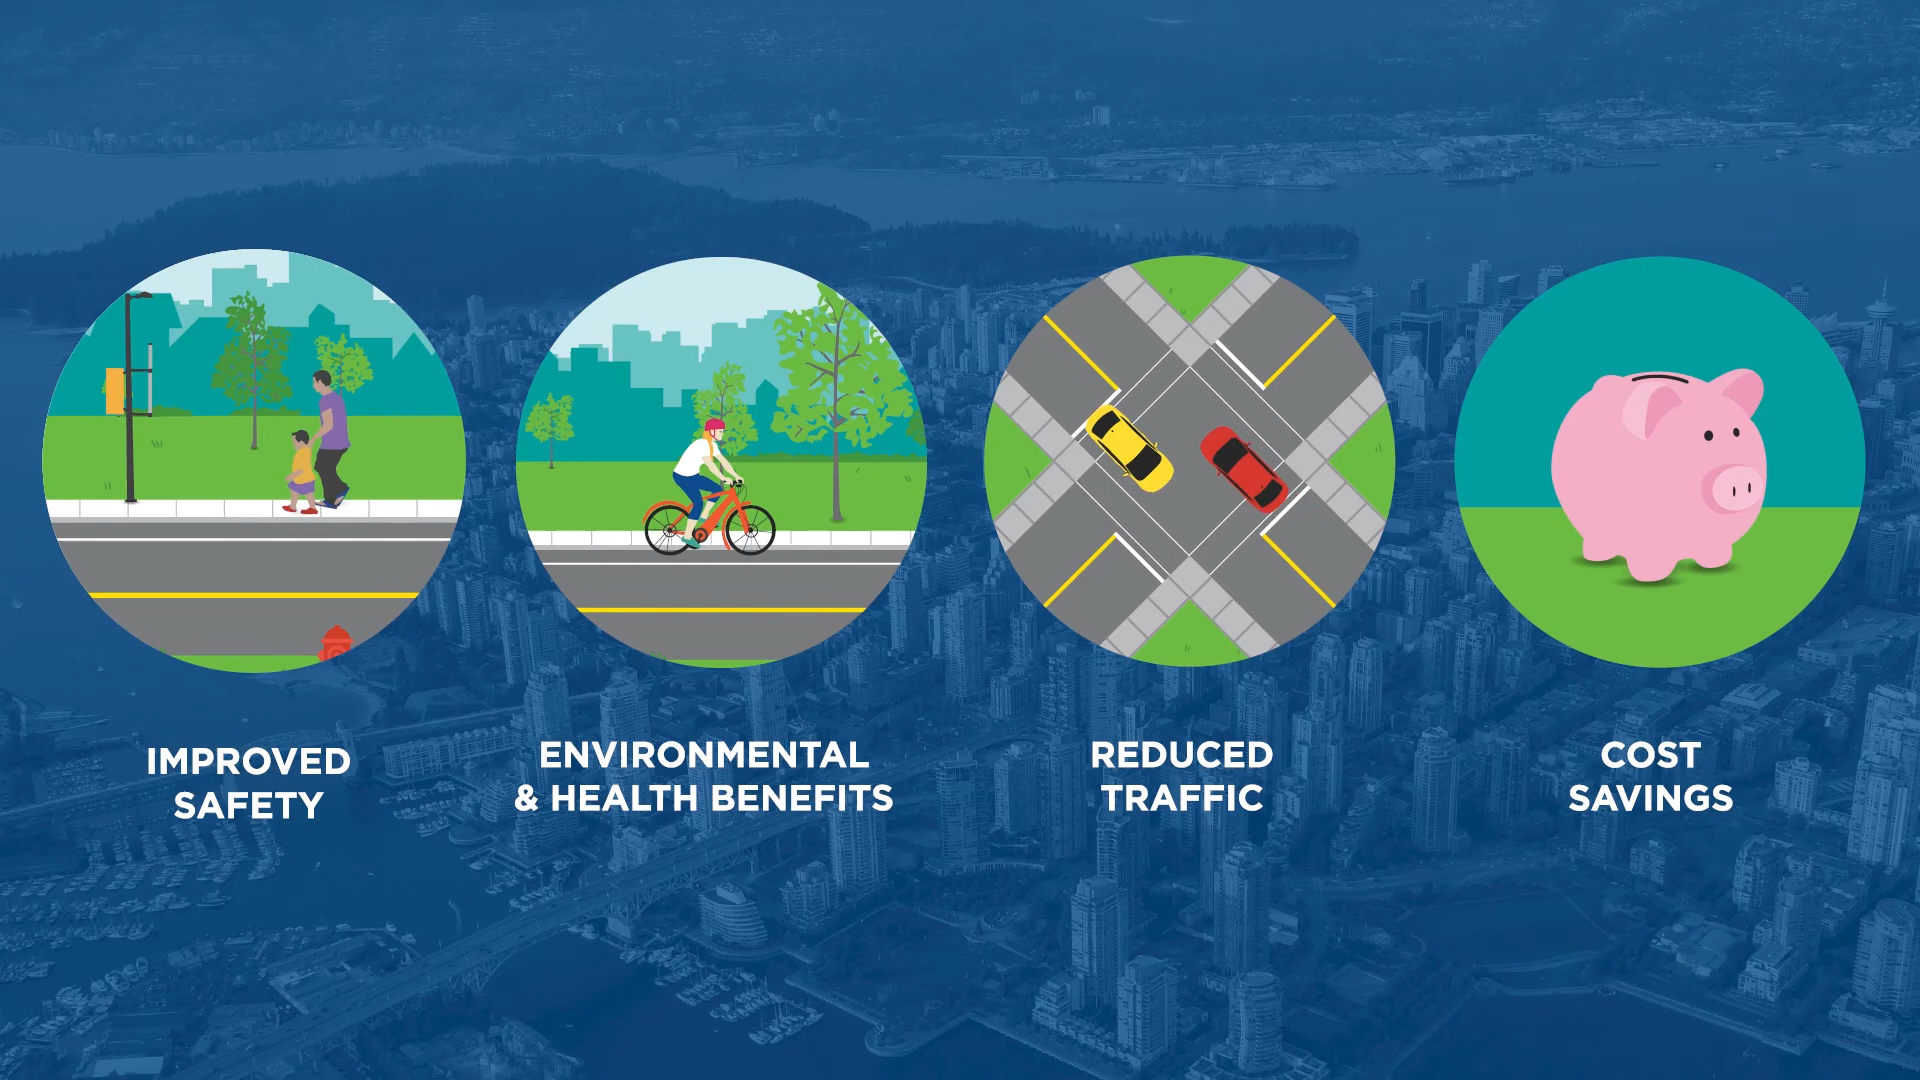 IMPROVED
SAFETY
ENVIRONMENTAL
& HEALTH BENEFITS
REDUCED
TRAFFIC
COST
SAVINGS